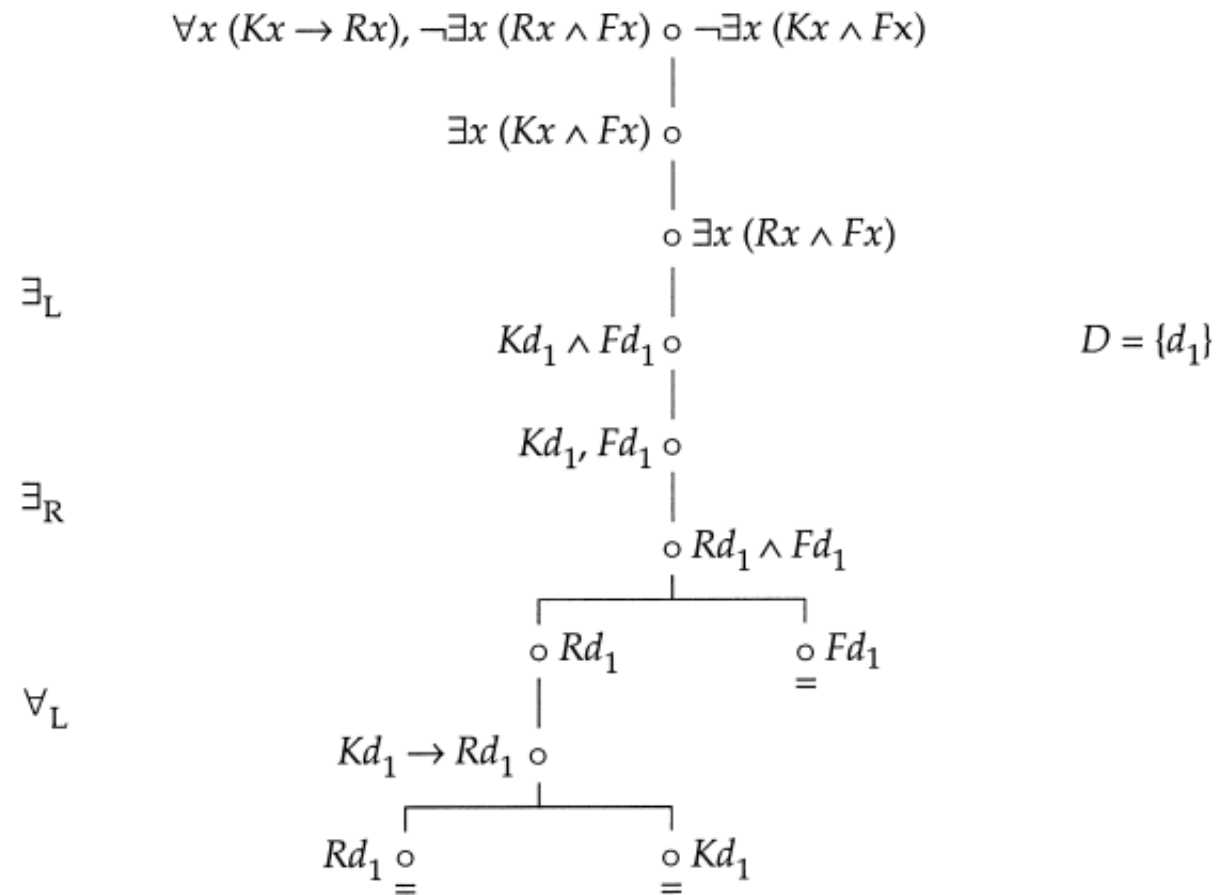 ∀x (Kx → Rx), ¬∃x (Rx ∧ Fx) ○ ¬∃x (Kx ∧ Fx)
∃x (Kx ∧ Fx) ○
○ ∃x (Rx ∧ Fx)
∃L
Kd₁ ∧ Fd₁ ○ D = {d₁}
Kd₁, Fd₁ ○
∃R
○ Rd₁ ∧ Fd₁
○ Rd₁ ○ Fd₁
=
∀L
Kd₁ → Rd₁ ○
Rd₁ ○ ○ Kd₁
= =